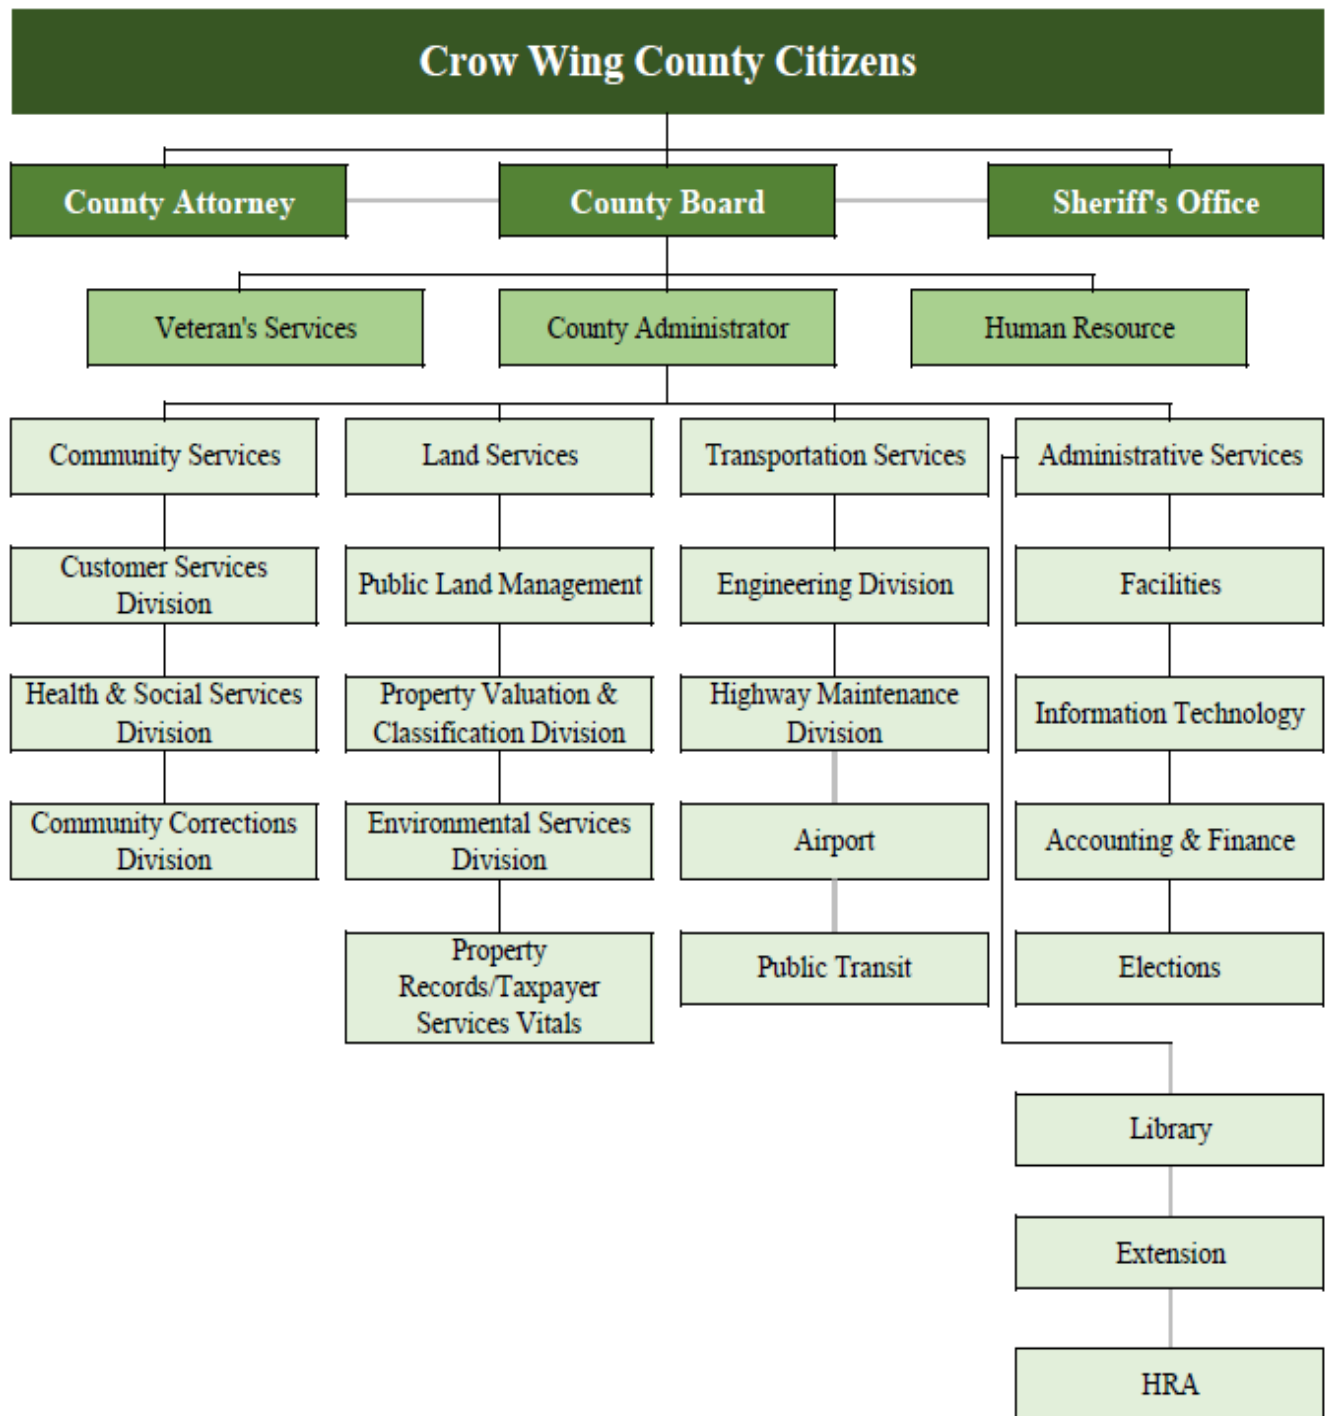 Crow Wing County Citizens
County Attorney
County Board
Sheriff's Office
Veteran's Services
County Administrator
Human Resource
Community Services
Land Services
Transportation Services
Administrative Services
Customer Services
Division
Public Land Management
Engineering Division
Facilities
Health & Social Services
Division
Property Valuation &
Classification Division
Highway Maintenance
Division
Information Technology
Community Corrections
Division
Environmental Services
Division
Airport
Accounting & Finance
Property
Records/Taxpayer
Services Vitals
Public Transit
Elections
Library
Extension
HRA